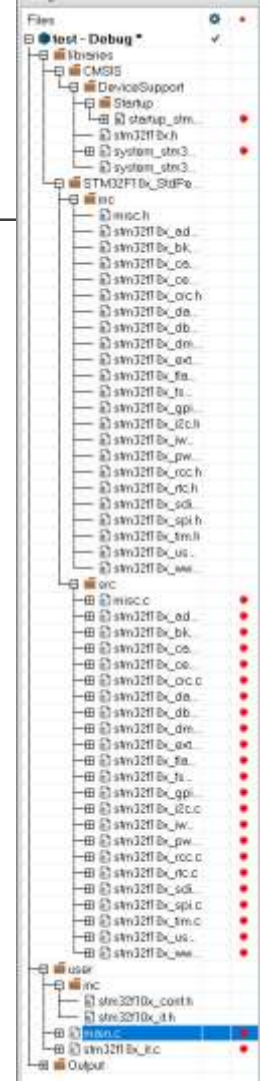 Files
test - Debug *
libraries
CMSIS
DeviceSupport
Startup
startup_stm...
stm32f10x.h
system_stm3...
system_stm3...
STM32F10x_StdPe...
inc
misc.h
stm32f10x_ad...
stm32f10x_bk...
stm32f10x_ca...
stm32f10x_ce...
stm32f10x_crc.h
stm32f10x_da...
stm32f10x_db...
stm32f10x_dm...
stm32f10x_ext...
stm32f10x_fla...
stm32f10x_fs...
stm32f10x_gpi...
stm32f10x_i2c.h
stm32f10x_iw...
stm32f10x_pw...
stm32f10x_rcc.h
stm32f10x_rtc.h
stm32f10x_sdi...
stm32f10x_spi.h
stm32f10x_tim.h
stm32f10x_us...
stm32f10x_ww...
src
misc.c
stm32f10x_ad...
stm32f10x_bk...
stm32f10x_ca...
stm32f10x_ce...
stm32f10x_crc.c
stm32f10x_da...
stm32f10x_db...
stm32f10x_dm...
stm32f10x_ext...
stm32f10x_fla...
stm32f10x_fs...
stm32f10x_gpi...
stm32f10x_i2c.c
stm32f10x_iw...
stm32f10x_pw...
stm32f10x_rcc.c
stm32f10x_rtc.c
stm32f10x_sdi...
stm32f10x_spi.c
stm32f10x_tim.c
stm32f10x_us...
stm32f10x_ww...
user
inc
stm32f10x_conf.h
stm32f10x_it.h
main.c
stm32f10x_it.c
Output